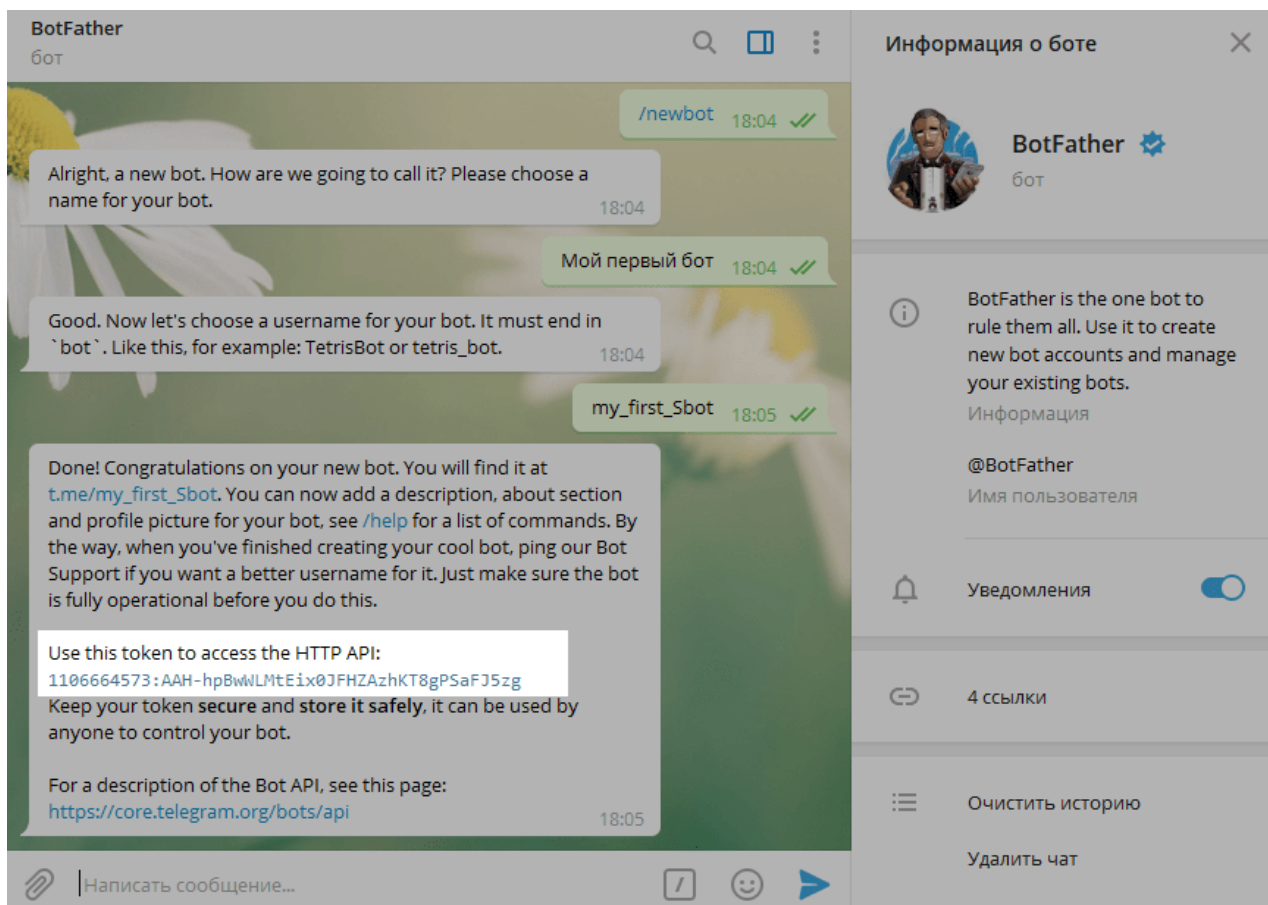 BotFather
бот
/newbot 18:04
Alright, a new bot. How are we going to call it? Please choose a
name for your bot.
18:04
Мой первый бот 18:04
Good. Now let's choose a username for your bot. It must end in
`bot`. Like this, for example: TetrisBot or tetris_bot.
18:04
my_first_Sbot 18:05
Done! Congratulations on your new bot. You will find it at
t.me/my_first_Sbot. You can now add a description, about section
and profile picture for your bot, see /help for a list of commands. By
the way, when you've finished creating your cool bot, ping our Bot
Support if you want a better username for it. Just make sure the bot
is fully operational before you do this.
Use this token to access the HTTP API:
1106664573:AAH-hpBwWLMtEix0JFHZAzhKT8gPSaFJ5zg
Keep your token secure and store it safely, it can be used by
anyone to control your bot.
For a description of the Bot API, see this page:
https://core.telegram.org/bots/api
18:05
Написать сообщение...
Информация о боте
BotFather
бот
BotFather is the one bot to
rule them all. Use it to create
new bot accounts and manage
your existing bots.
Информация
@BotFather
Имя пользователя
Уведомления
4 ссылки
Очистить историю
Удалить чат